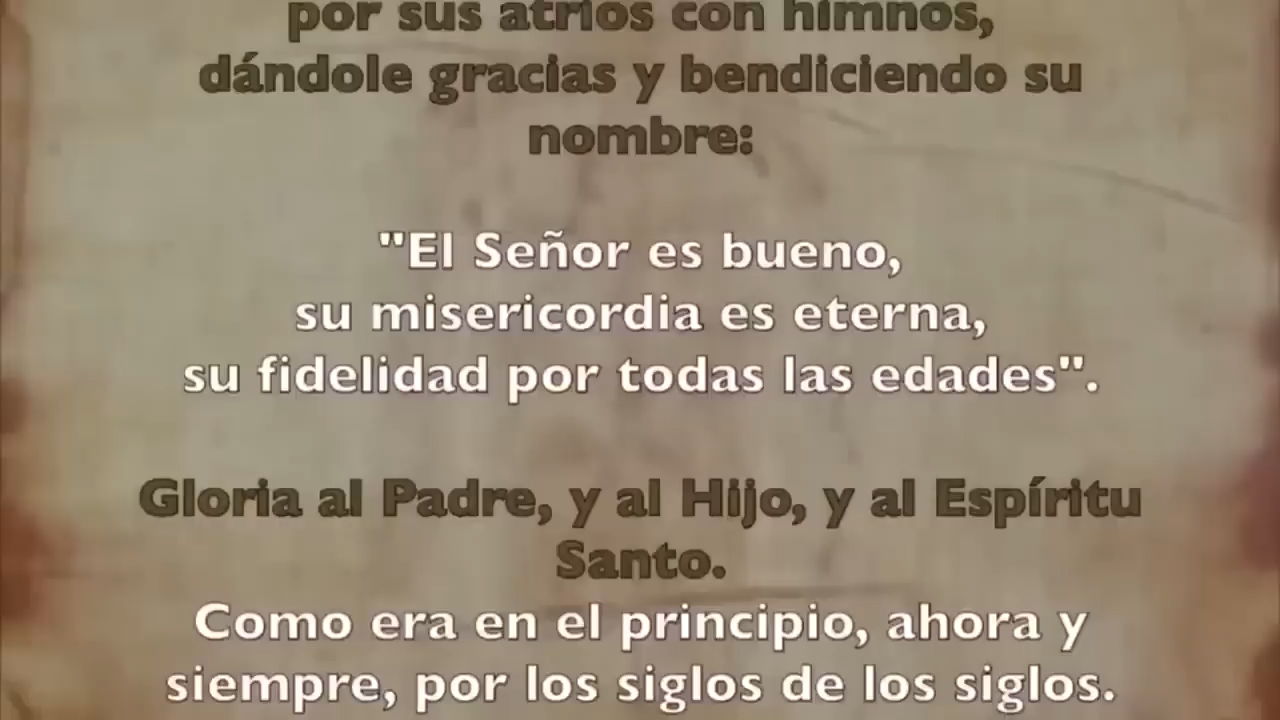 por sus atrios con himnos,
dándole gracias y bendiciendo su
nombre:
"El Señor es bueno,
su misericordia es eterna,
su fidelidad por todas las edades".
Gloria al Padre, y al Hijo, y al Espíritu
Santo.
Como era en el principio, ahora y
siempre, por los siglos de los siglos.